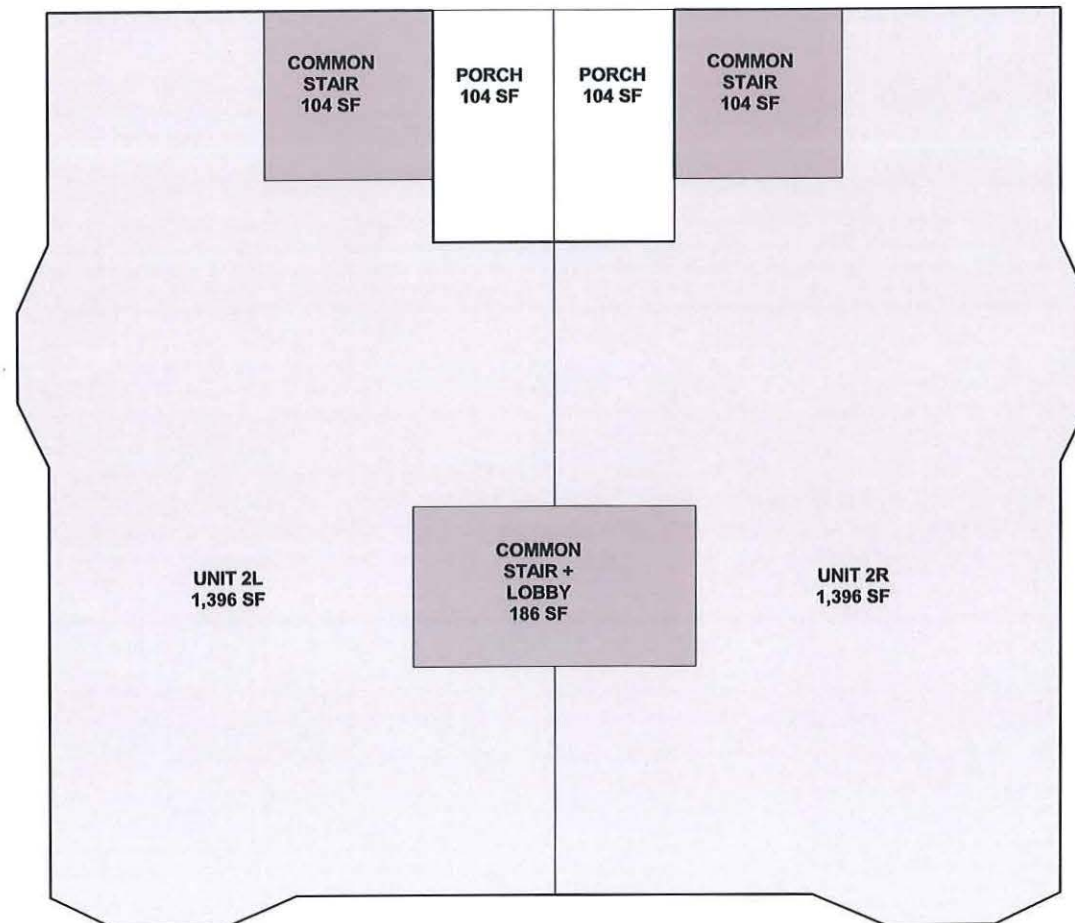 COMMON
STAIR
104 SF
PORCH
104 SF
PORCH
104 SF
COMMON
STAIR
104 SF
COMMON
STAIR +
LOBBY
186 SF
UNIT 2L
1,396 SF
UNIT 2R
1,396 SF